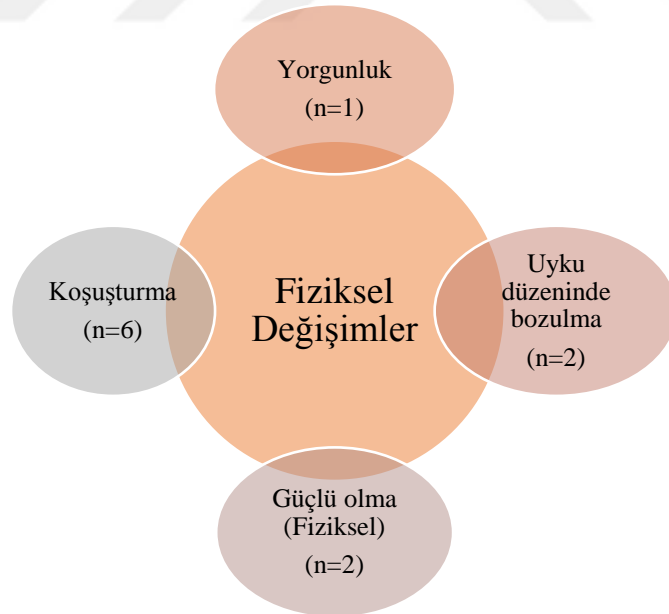 Yorgunluk
(n=1)
Koşuşturma
(n=6)
Fiziksel
Değişimler
Uyku
düzeninde
bozulma
(n=2)
Güçlü olma
(Fiziksel)
(n=2)